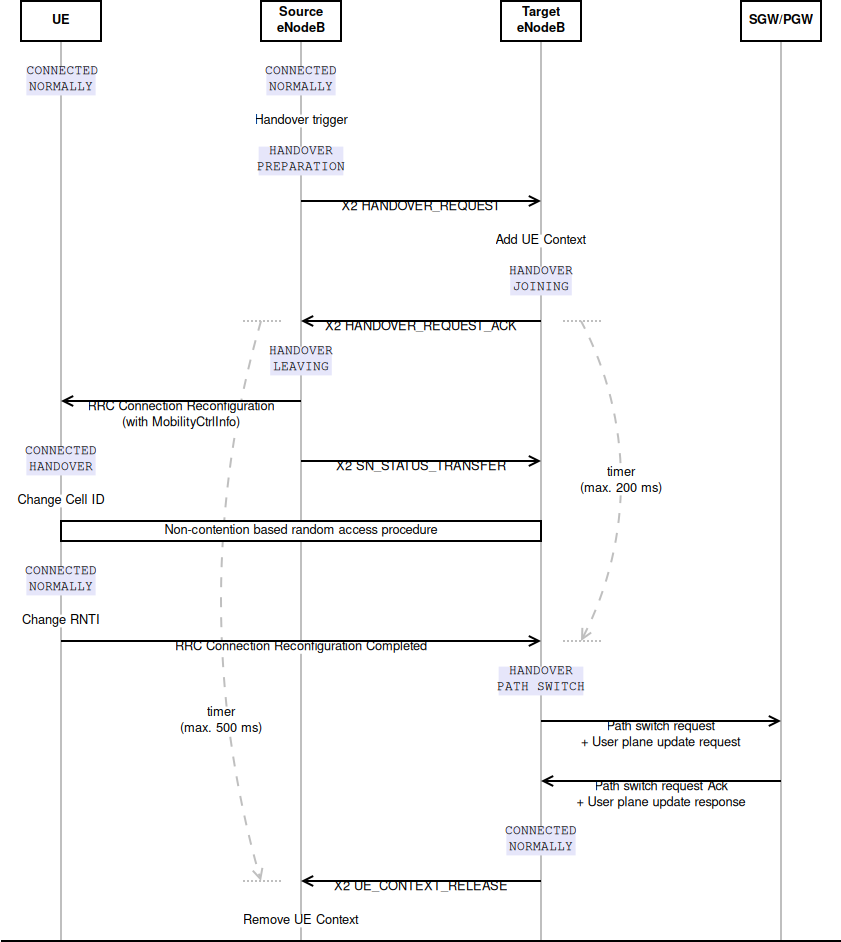 UE
Source
eNodeB
Target
eNodeB
SGW/PGW
CONNECTED
NORMALLY
CONNECTED
NORMALLY
Handover trigger
HANDOVER
PREPARATION
X2 HANDOVER_REQUEST
Add UE Context
HANDOVER
JOINING
X2 HANDOVER_REQUEST_ACK
HANDOVER
LEAVING
RRC Connection Reconfiguration
(with MobilityCtrlInfo)
CONNECTED
HANDOVER
X2 SN_STATUS_TRANSFER
timer
(max. 200 ms)
Change Cell ID
Non-contention based random access procedure
CONNECTED
NORMALLY
Change RNTI
RRC Connection Reconfiguration Completed
HANDOVER
PATH SWITCH
timer
(max. 500 ms)
Path switch request
+ User plane update request
Path switch request Ack
+ User plane update response
CONNECTED
NORMALLY
X2 UE_CONTEXT_RELEASE
Remove UE Context